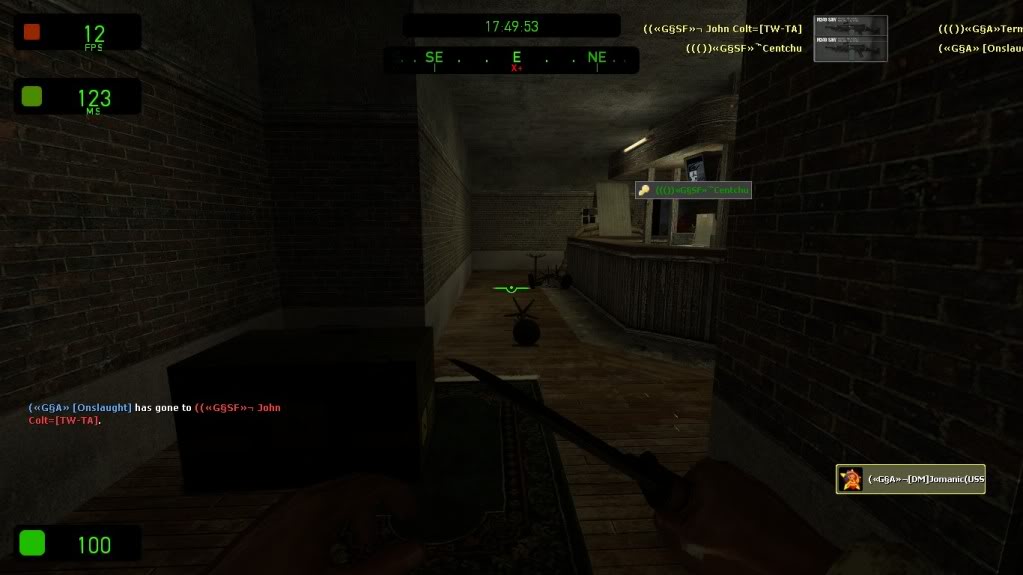 12
FPS
17:49:53
. . SE . . E . . NE . .
X+
123
MS
((«G§SF»¬ John Colt=[TW-TA]
((())«G§SF»~Centchu
((())«G§A»Term
(«G§A» [Onslau
((())«G§SF»~Centchu
(«G§A» [Onslaught] has gone to ((«G§SF»¬ John
Colt=[TW-TA].
(«G§A»¬[DM]Jomanic(USS
100